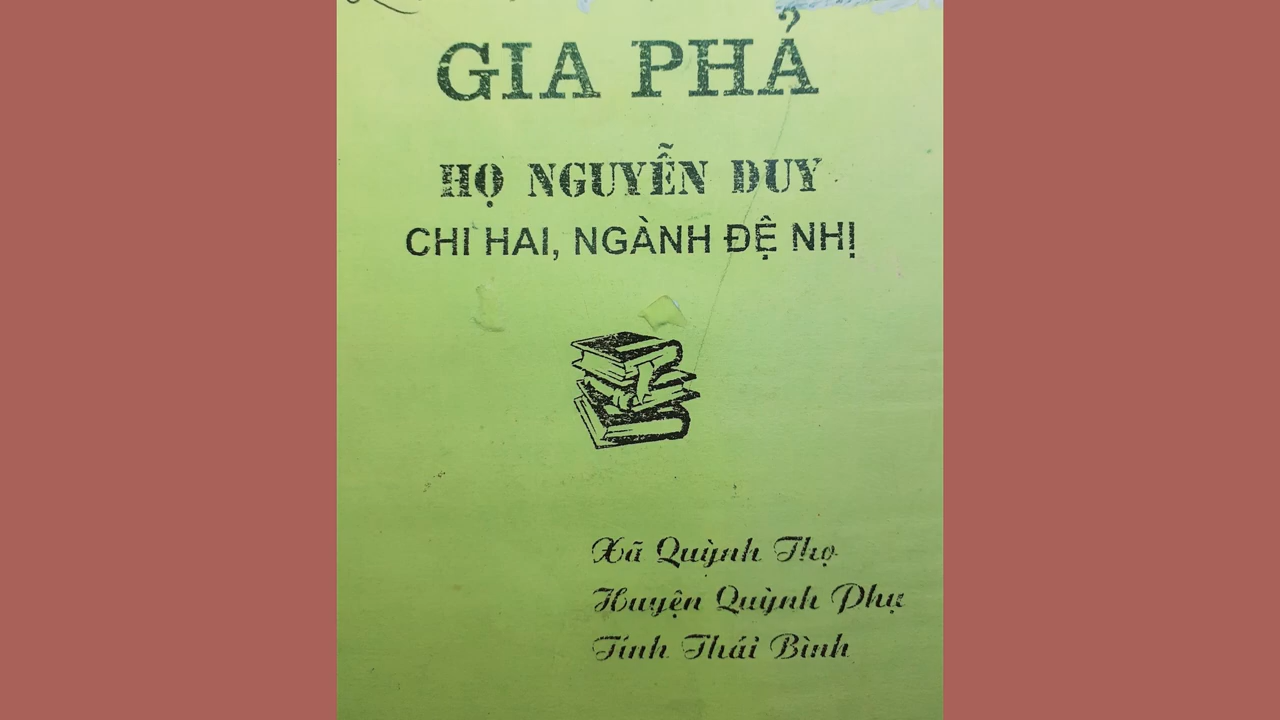 GIA PHẢ
HỌ NGUYỄN DUY
CHI HAI, NGÀNH ĐỆ NHỊ
Xã Quỳnh Thọ
Huyện Quỳnh Phụ
Tỉnh Thái Bình